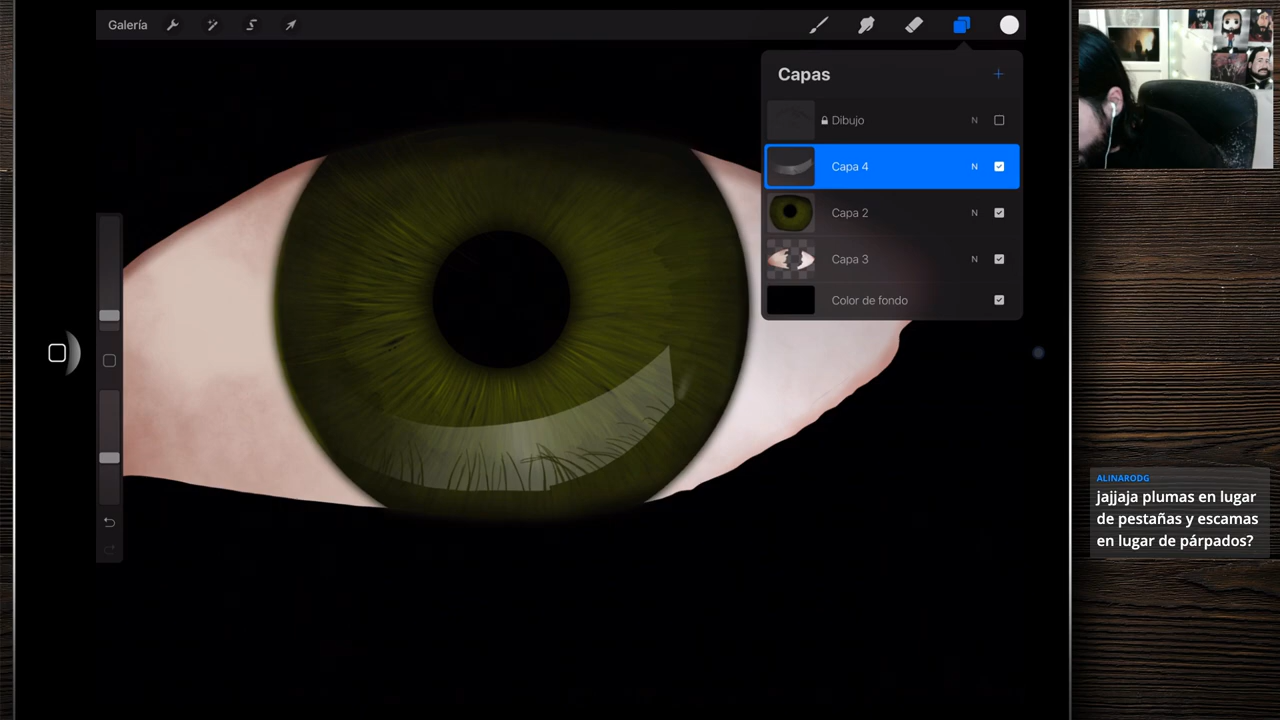 Galería
Capas
Dibujo
N
Capa 4
N
Capa 2
N
Capa 3
N
Color de fondo
ALINARODG
jajjaja plumas en lugar
de pestañas y escamas
en lugar de párpados?